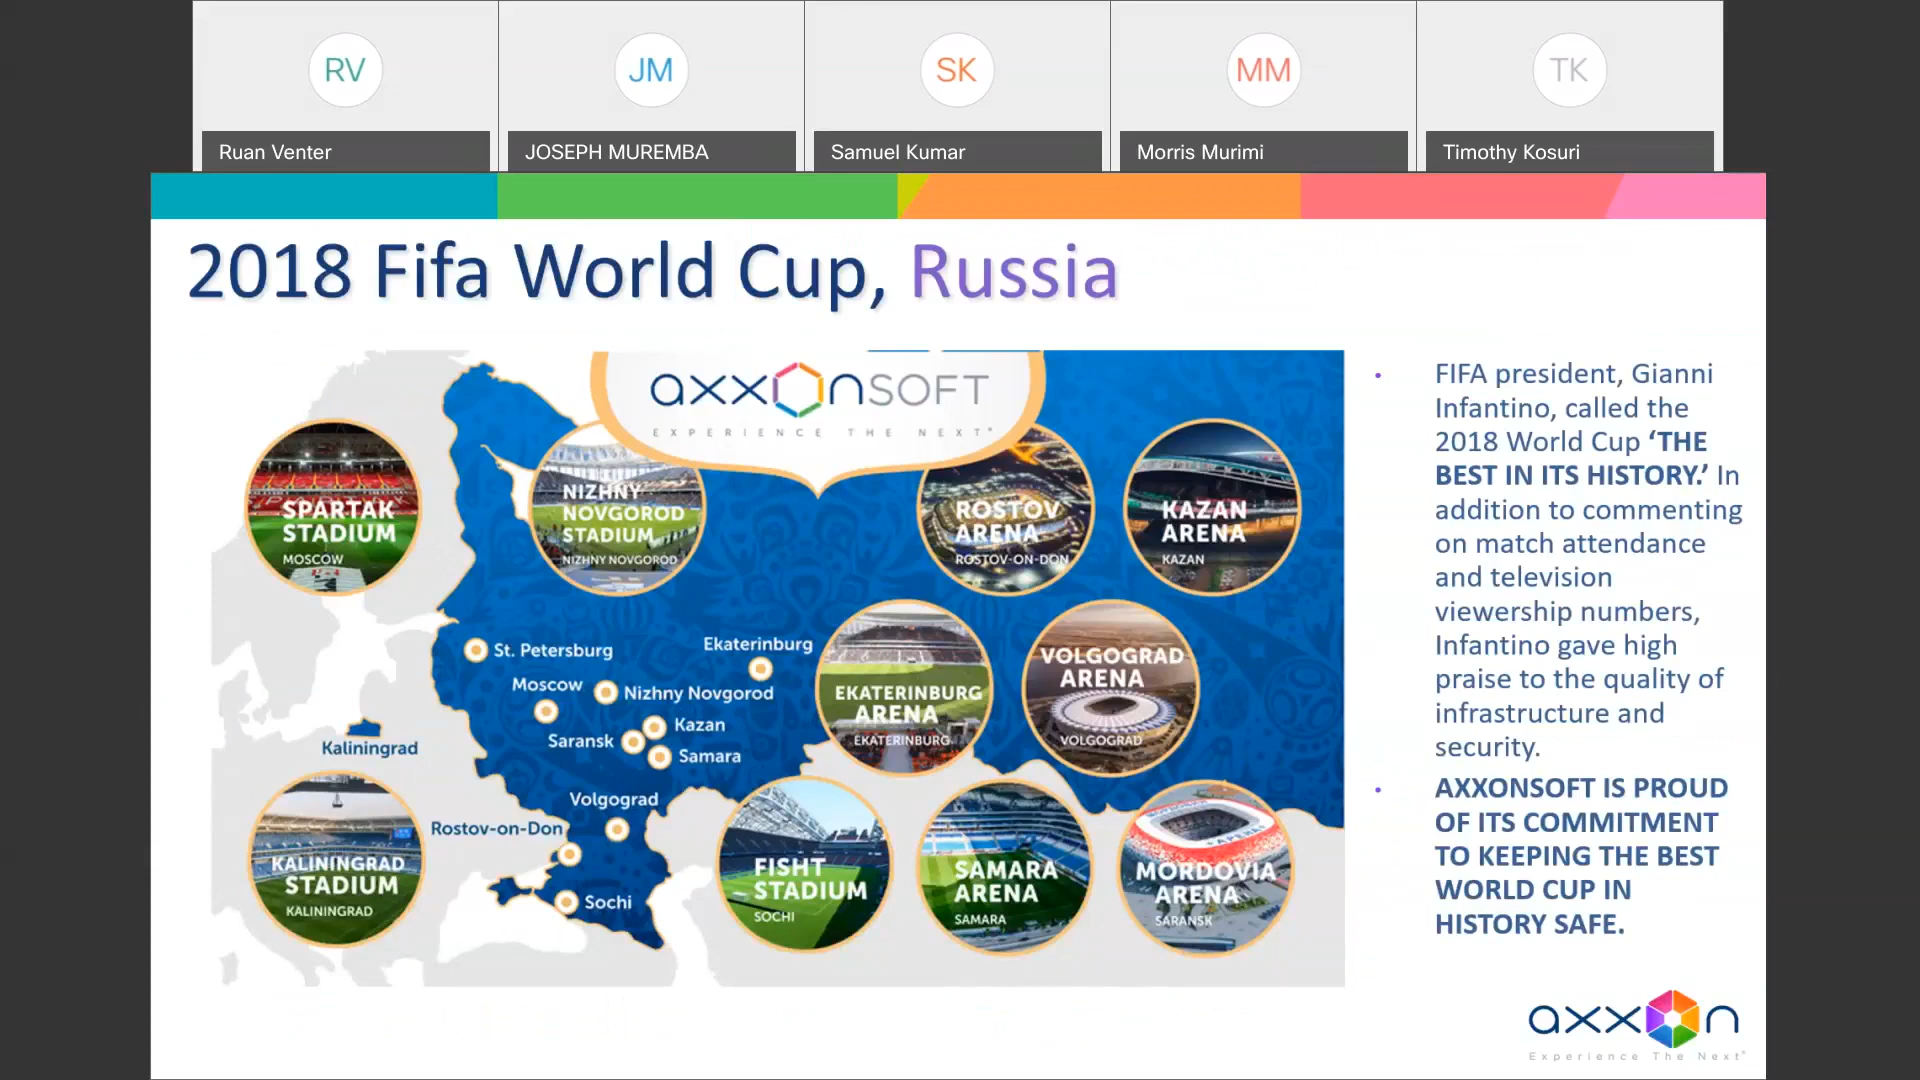 RV
JM
SK
MM
TK
Ruan Venter
JOSEPH MUREMBA
Samuel Kumar
Morris Murimi
Timothy Kosuri
2018 Fifa World Cup, Russia
axxonSOFT
EXPERIENCE THE NEXT
SPARTAK
STADIUM
MOSCOW
NIZHNY
NOVGOROD
STADIUM
NIZHNY NOVGOROD
ROSTOV
ARENA
ROSTOV-ON-DON
KAZAN
ARENA
KAZAN
St. Petersburg
Ekaterinburg
Moscow
Nizhny Novgorod
Kazan
Saransk
Samara
Kaliningrad
Volgograd
Rostov-on-Don
Sochi
EKATERINBURG
ARENA
EKATERINBURG
VOLGOGRAD
ARENA
VOLGOGRAD
KALININGRAD
STADIUM
KALININGRAD
FISHT
STADIUM
SOCHI
SAMARA
ARENA
SAMARA
MORDOVIA
ARENA
SARANSK
• FIFA president, Gianni
Infantino, called the
2018 World Cup ‘THE
BEST IN ITS HISTORY.’ In
addition to commenting
on match attendance
and television
viewership numbers,
Infantino gave high
praise to the quality of
infrastructure and
security.
• AXXONSOFT IS PROUD
OF ITS COMMITMENT
TO KEEPING THE BEST
WORLD CUP IN
HISTORY SAFE.
axxon
Experience The Next